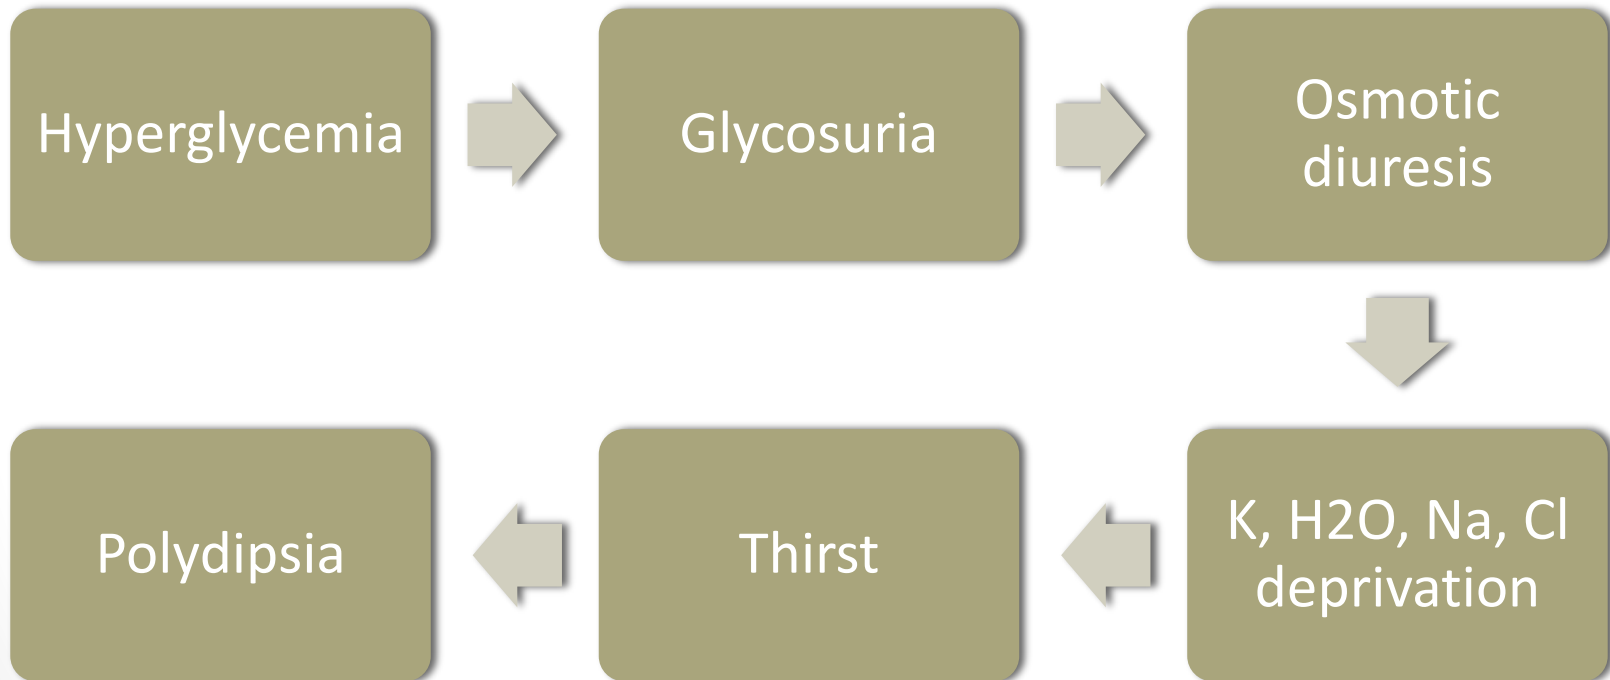 Hyperglycemia
Glycosuria
Osmotic
diuresis
K, H2O, Na, Cl
deprivation
Thirst
Polydipsia